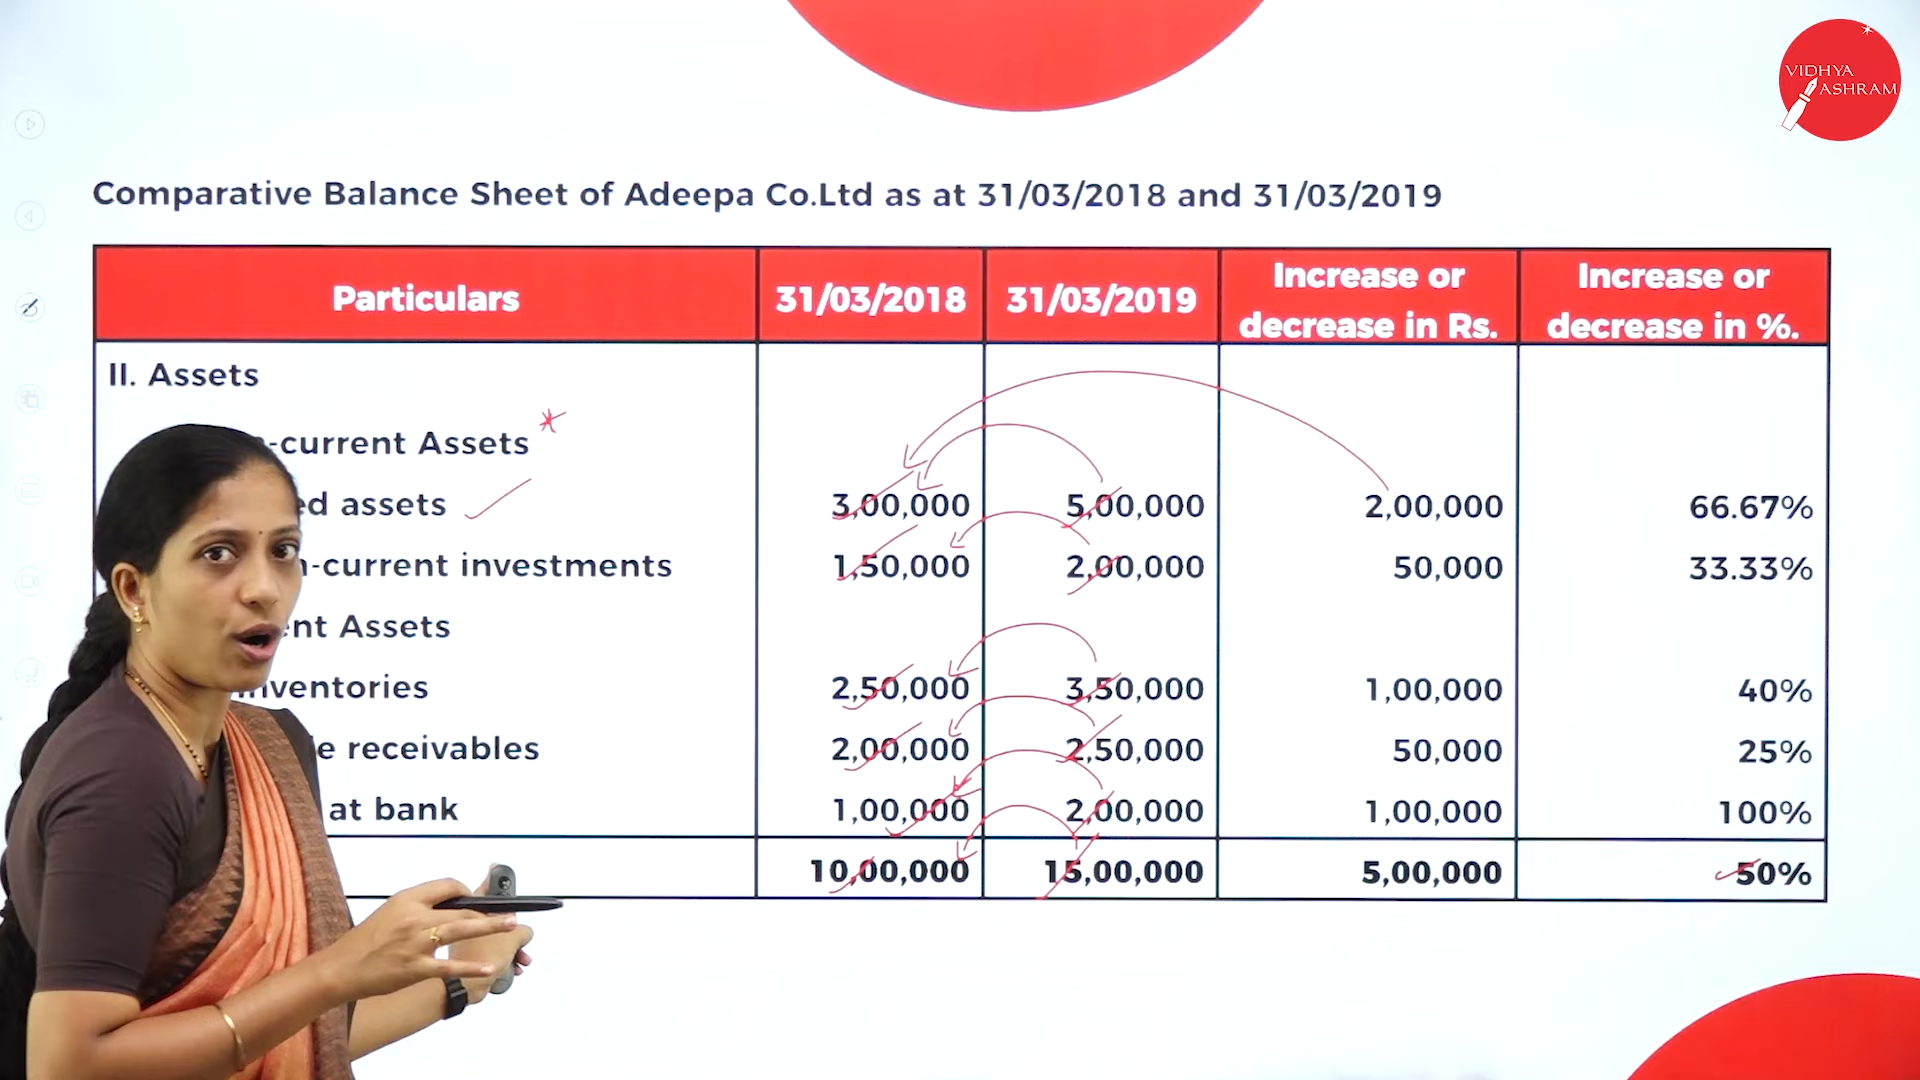 VIDHYA
ASHRAM
Comparative Balance Sheet of Adeepa Co.Ltd as at 31/03/2018 and 31/03/2019
Particulars 31/03/2018 31/03/2019 Increase or decrease in Rs. Increase or decrease in %.
II. Assets
-current Assets *
ed assets 3,00,000 5,00,000 2,00,000 66.67%
-current investments 1,50,000 2,00,000 50,000 33.33%
ent Assets
nventories 2,50,000 3,50,000 1,00,000 40%
e receivables 2,00,000 2,50,000 50,000 25%
at bank 1,00,000 2,00,000 1,00,000 100%
10,00,000 15,00,000 5,00,000 50%